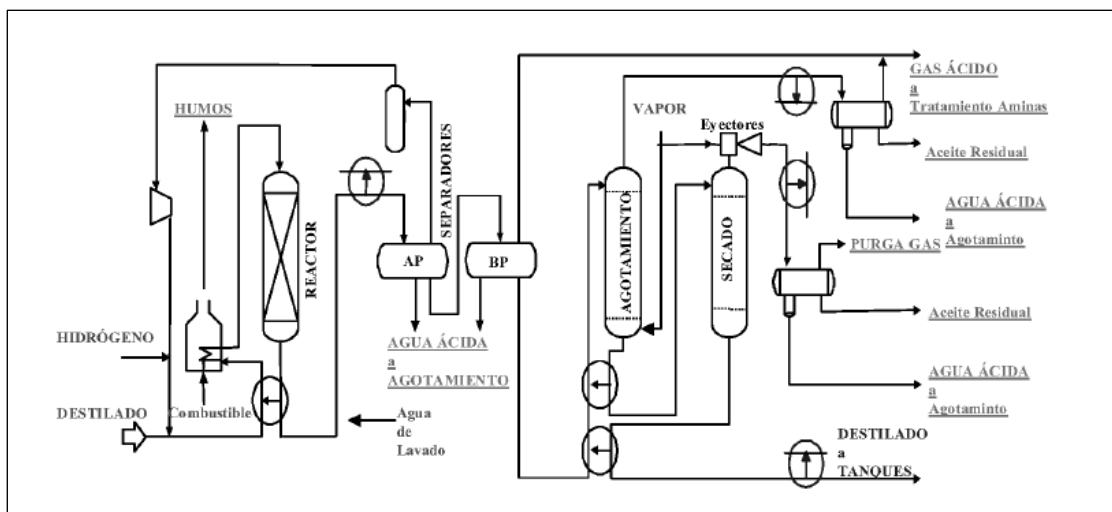 HUMOS
VAPOR
Eyectores
GAS ÁCIDO
a
Tratamiento Aminas
Aceite Residual
AGUA ÁCIDA
a
Agotaminto
PURGA GAS
SEPARADORES
REACTOR
AP
BP
AGOTAMIENTO
SECADO
Aceite Residual
HIDRÓGENO
AGUA ÁCIDA
a
AGOTAMIENTO
AGUA ÁCIDA
a
Agotaminto
DESTILADO
Combustible
Agua
de
Lavado
DESTILADO
a
TANQUES